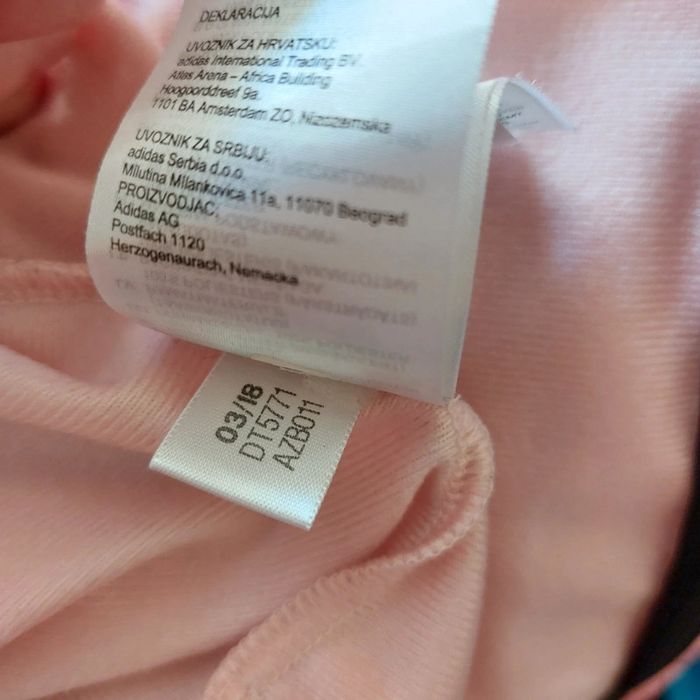 DEKLARACIJA
UVOZNIK ZA HRVATSKU:
adidas International Trading BV.
Atlas Arena – Africa Building
Hoogoorddreef 9a.
1101 BA Amsterdam ZO, Nizozemska
UVOZNIK ZA SRBIJU:
adidas Serbia d.o.o.
Milutina Milankovica 11a, 11070 Beograd
PROIZVODJAC:
Adidas AG
Postfach 1120
Herzogenaurach, Nemacka
03/18
DT5771
AZB011